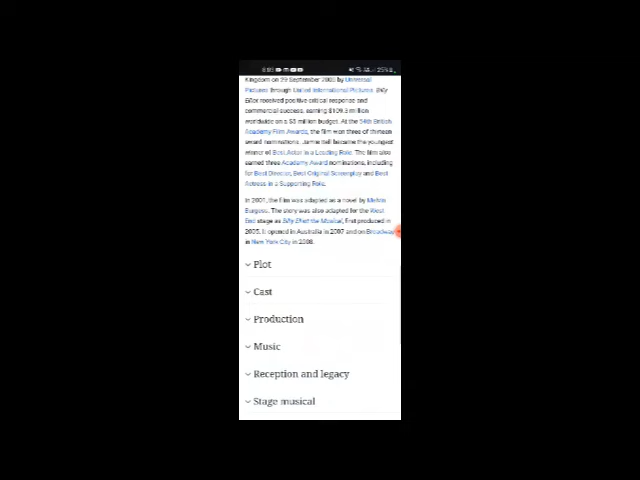 Kingdom on 29 September 2000 by Universal
Pictures through United International Pictures. Billy
Elliot received positive critical response and
commercial success, earning $109.3 million
worldwide on a $5 million budget. At the 54th British
Academy Film Awards, the film won three of thirteen
award nominations. Jamie Bell became the youngest
winner of Best Actor in a Leading Role. The film also
earned three Academy Award nominations, including
for Best Director, Best Original Screenplay and Best
Actress in a Supporting Role.
In 2001, the film was adapted as a novel by Melvin
Burgess. The story was also adapted for the West
End stage as Billy Elliot the Musical, first produced in
2005. It opened in Australia in 2007 and on Broadway
in New York City in 2008.
Plot
Cast
Production
Music
Reception and legacy
Stage musical